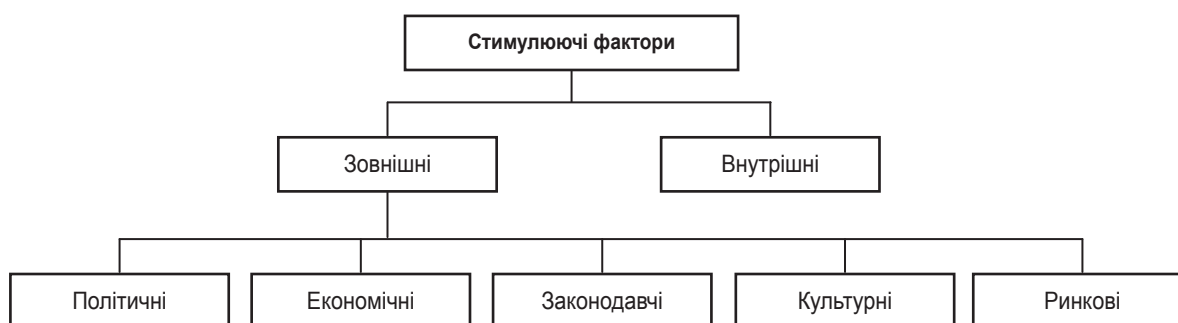 Стимулюючі фактори
Зовнішні
Внутрішні
Політичні
Економічні
Законодавчі
Культурні
Ринкові